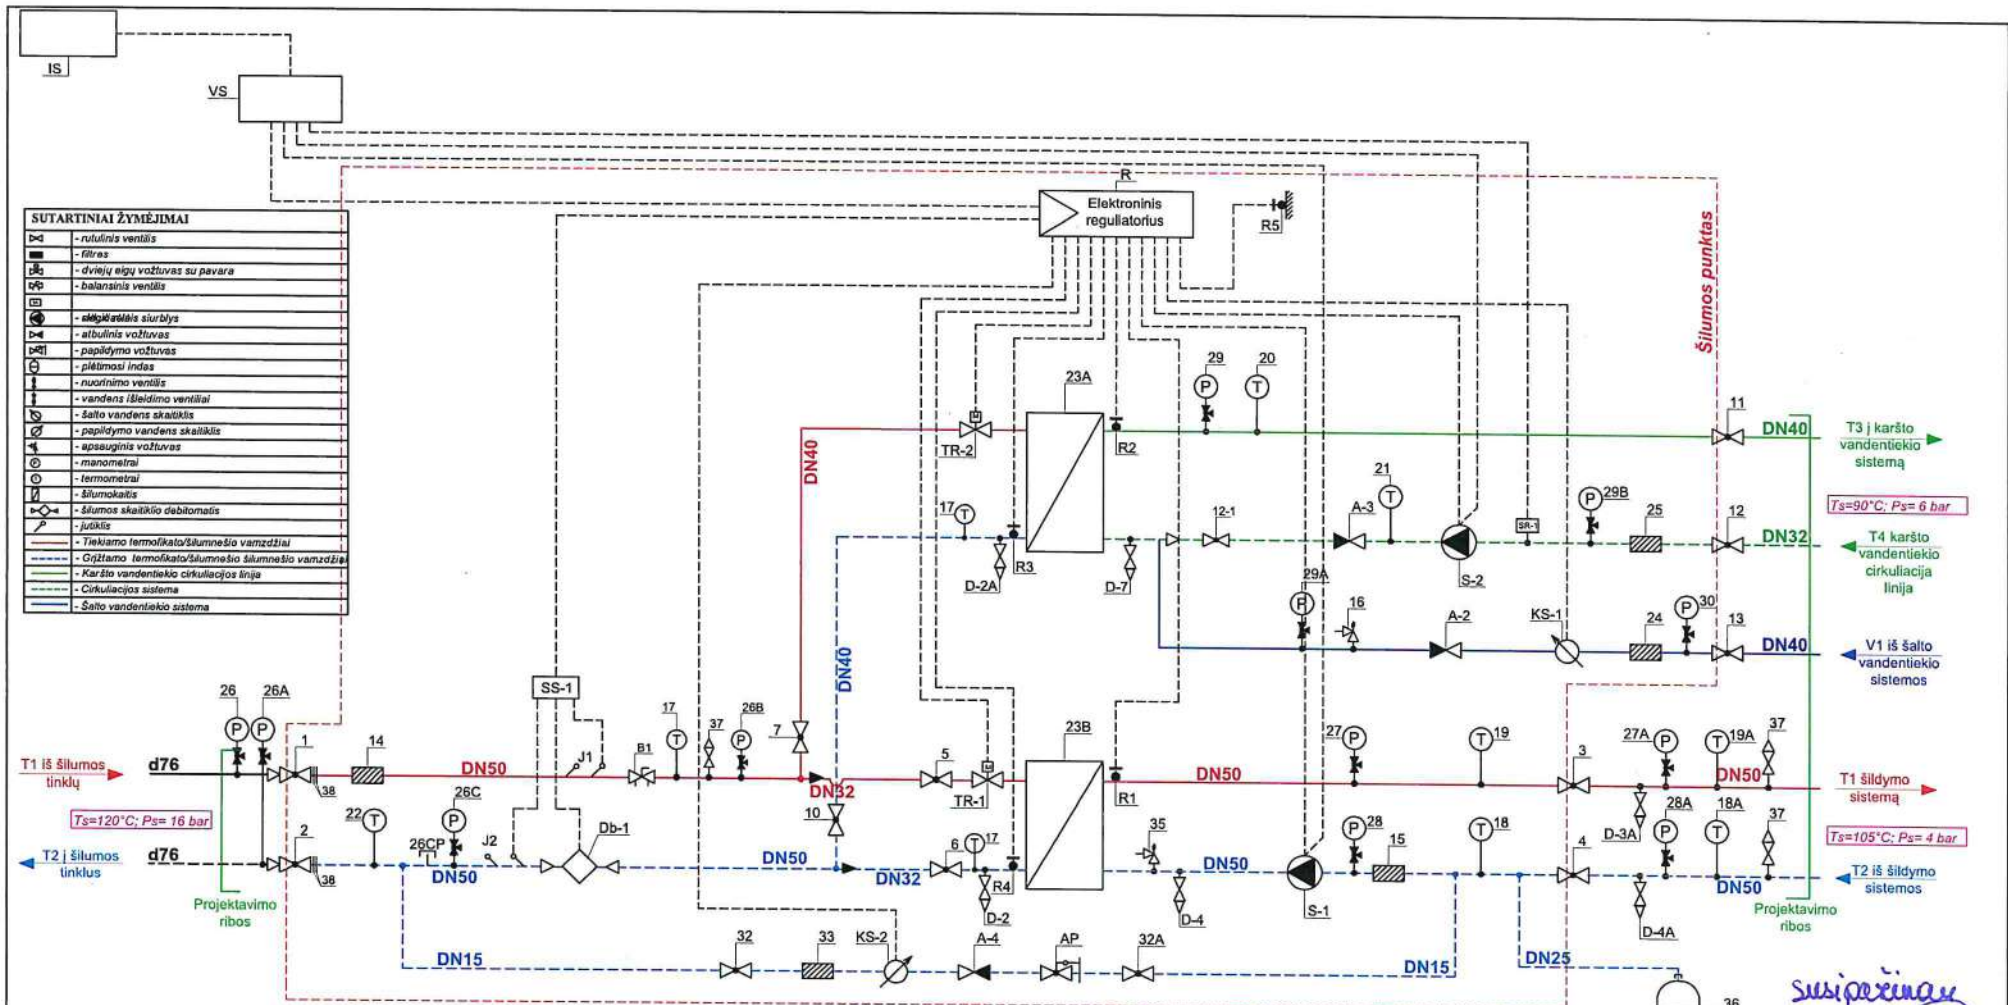 IS
VS
SUTARTINIAI ŽYMĖJIMAI
- rutulinis ventilis
- filtras
- dviejų eigų vožtuvas su pavara
- balansinis ventilis
siurblys
- atbulinis vožtuvas
- papildymo vožtuvas
- plėtimosi indas
- nuorinimo ventilis
- vandens išleidimo ventiliai
- šalto vandens skaitiklis
- papildymo vandens skaitiklis
- apsauginis vožtuvas
- manometrai
- termometrai
- šilumokaitis
- šilumos skaitiklio debitomatis
- jutiklis
- Tiekiamo termofikato/šilumnešio vamzdžiai
- Grįžtamo termofikato/šilumnešio šilumnešio vamzdžiai
- Karšto vandentiekio cirkuliacijos linija
- Cirkuliacijos sistema
- Šalto vandentiekio sistema
R
Elektroninis
reguliatorius
R5
Šilumos punktas
23A
29
P
20
T
11
DN40
T3 į karšto
vandentiekio
sistemą
TR-2
R2
DN40
Ts=90°C; Ps= 6 bar
17
T
12-1
A-3
21
T
SR-1
29B
P
25
12
DN32
T4 karšto
vandentiekio
cirkuliacija
linija
D-2A
R3
D-7
S-2
29A
P
16
A-2
KS-1
24
30
P
13
DN40
V1 iš šalto
vandentiekio
sistemos
DN40
SS-1
26
P
26A
P
1
14
DN50
J1
B1
17
T
37
26B
P
7
DN32
5
TR-1
23B
R1
DN50
27
P
19
T
3
27A
P
19A
T
37
DN50
T1 iš šilumos
tinklų
d76
38
T1 šildymo
sistemą
Ts=120°C; Ps= 16 bar
Ts=105°C; Ps= 4 bar
T2 į šilumos
tinklus
d76
2
38
22
T
26CP
26C
P
DN50
J2
Db-1
DN50
10
DN32
6
17
T
R4
D-2
35
D-4
DN50
S-1
28
P
15
18
T
4
D-3A
28A
P
18A
T
37
DN50
D-4A
T2 iš šildymo
sistemos
Projektavimo
ribos
Projektavimo
ribos
DN15
32
33
KS-2
A-4
AP
32A
DN15
DN25
36